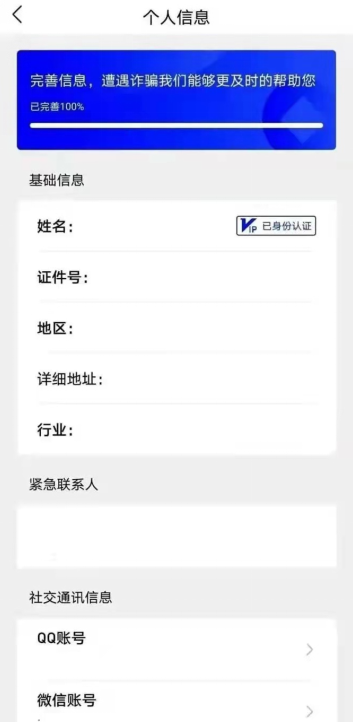 个人信息
完善信息，遭遇诈骗我们能够更及时的帮助您
已完善100%
基础信息
姓名：
VIP 已身份认证
证件号：
地区：
详细地址：
行业：
紧急联系人
社交通讯信息
QQ账号
微信账号